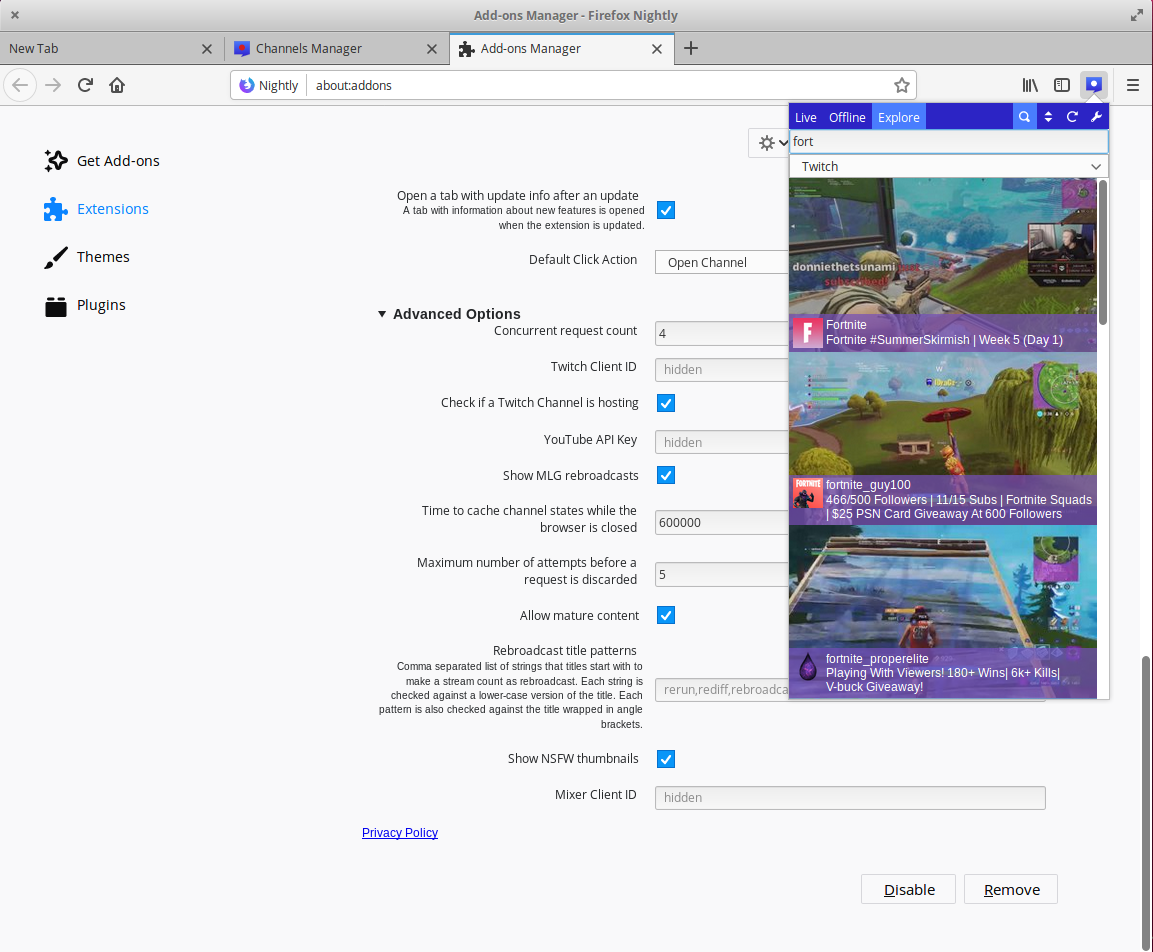 Add-ons Manager - Firefox Nightly
New Tab
Channels Manager
Add-ons Manager
Nightly
about:addons
Get Add-ons
Extensions
Themes
Plugins
Open a tab with update info after an update
A tab with information about new features is opened
when the extension is updated.
Default Click Action
Open Channel
Advanced Options
Concurrent request count
4
Twitch Client ID
hidden
Check if a Twitch Channel is hosting
YouTube API Key
hidden
Show MLG rebroadcasts
Time to cache channel states while the
browser is closed
600000
Maximum number of attempts before a
request is discarded
5
Allow mature content
Rebroadcast title patterns
Comma separated list of strings that titles start with to
make a stream count as rebroadcast. Each string is
checked against a lower-case version of the title. Each
pattern is also checked against the title wrapped in angle
brackets.
rerun,rediff,rebroadca
Show NSFW thumbnails
Mixer Client ID
hidden
Privacy Policy
Disable
Remove
Live
Offline
Explore
fort
Twitch
donniethetsunami just
subscribed!
F
Fortnite
Fortnite #SummerSkirmish | Week 5 (Day 1)
W
FORTNITE
fortnite_guy100
466/500 Followers | 11/15 Subs | Fortnite Squads
| $25 PSN Card Giveaway At 600 Followers
fortnite_properelite
Playing With Viewers! 180+ Wins| 6k+ Kills|
V-buck Giveaway!